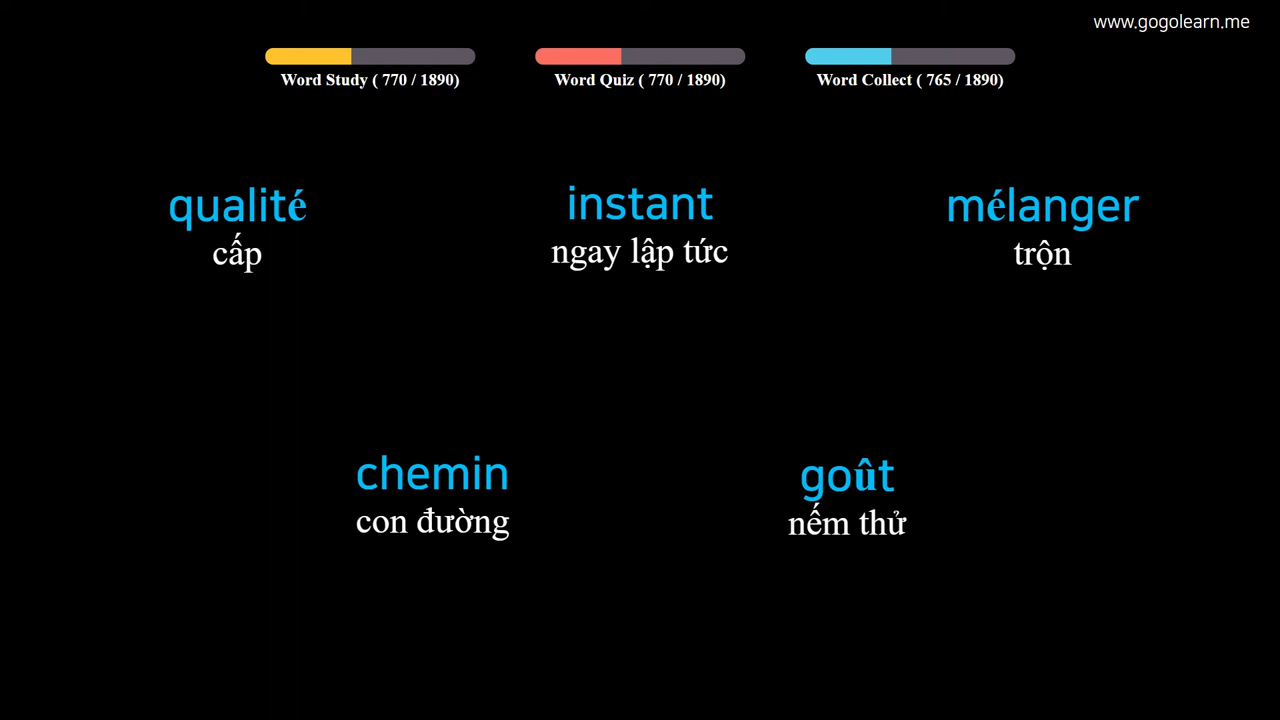 www.gogolearn.me
Word Study ( 770 / 1890)
Word Quiz ( 770 / 1890)
Word Collect ( 765 / 1890)
qualité
cấp
instant
ngay lập tức
mélanger
trộn
chemin
con đường
goût
nếm thử